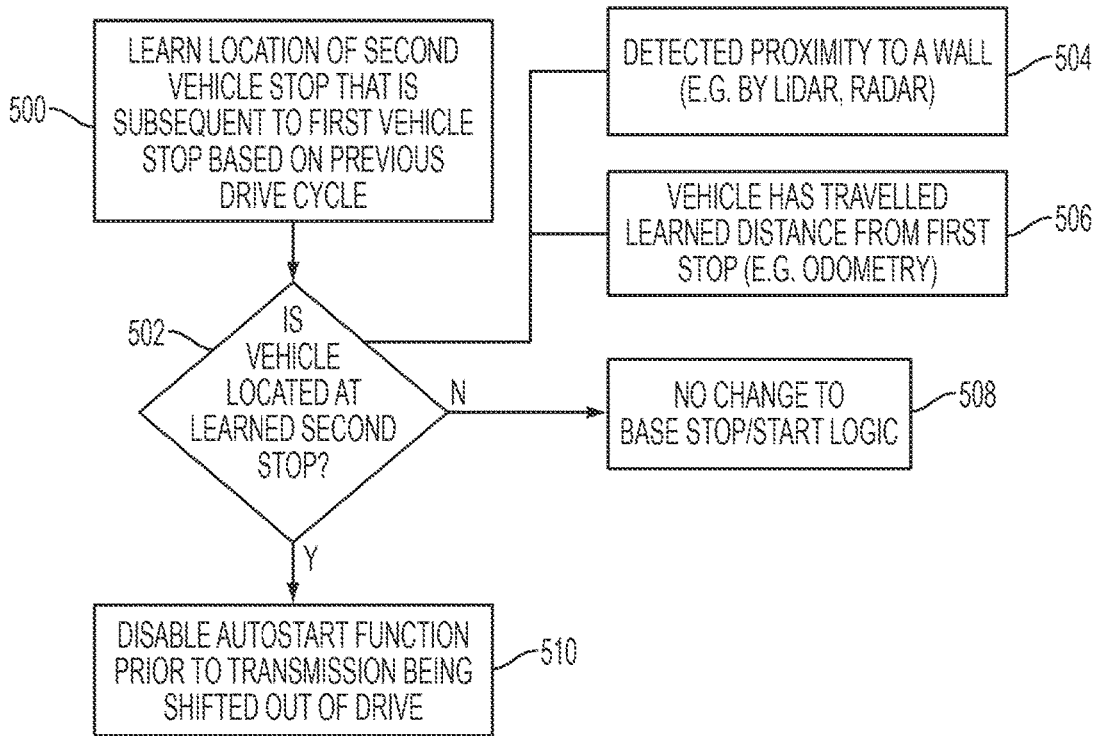 500
LEARN LOCATION OF SECOND
VEHICLE STOP THAT IS
SUBSEQUENT TO FIRST VEHICLE
STOP BASED ON PREVIOUS
DRIVE CYCLE
DETECTED PROXIMITY TO A WALL
(E.G. BY LiDAR, RADAR)
504
VEHICLE HAS TRAVELLED
LEARNED DISTANCE FROM FIRST
STOP (E.G. ODOMETRY)
506
502
IS
VEHICLE
LOCATED AT
LEARNED SECOND
STOP?
N
NO CHANGE TO
BASE STOP/START LOGIC
508
Y
DISABLE AUTOSTART FUNCTION
PRIOR TO TRANSMISSION BEING
SHIFTED OUT OF DRIVE
510